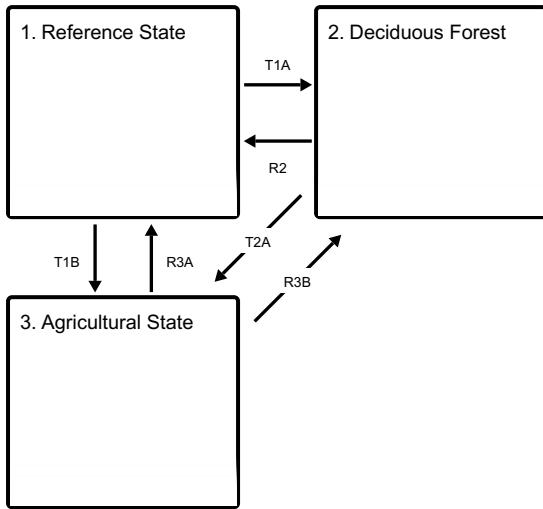 1. Reference State
2. Deciduous Forest
T1A
R2
T1B
R3A
T2A
R3B
3. Agricultural State